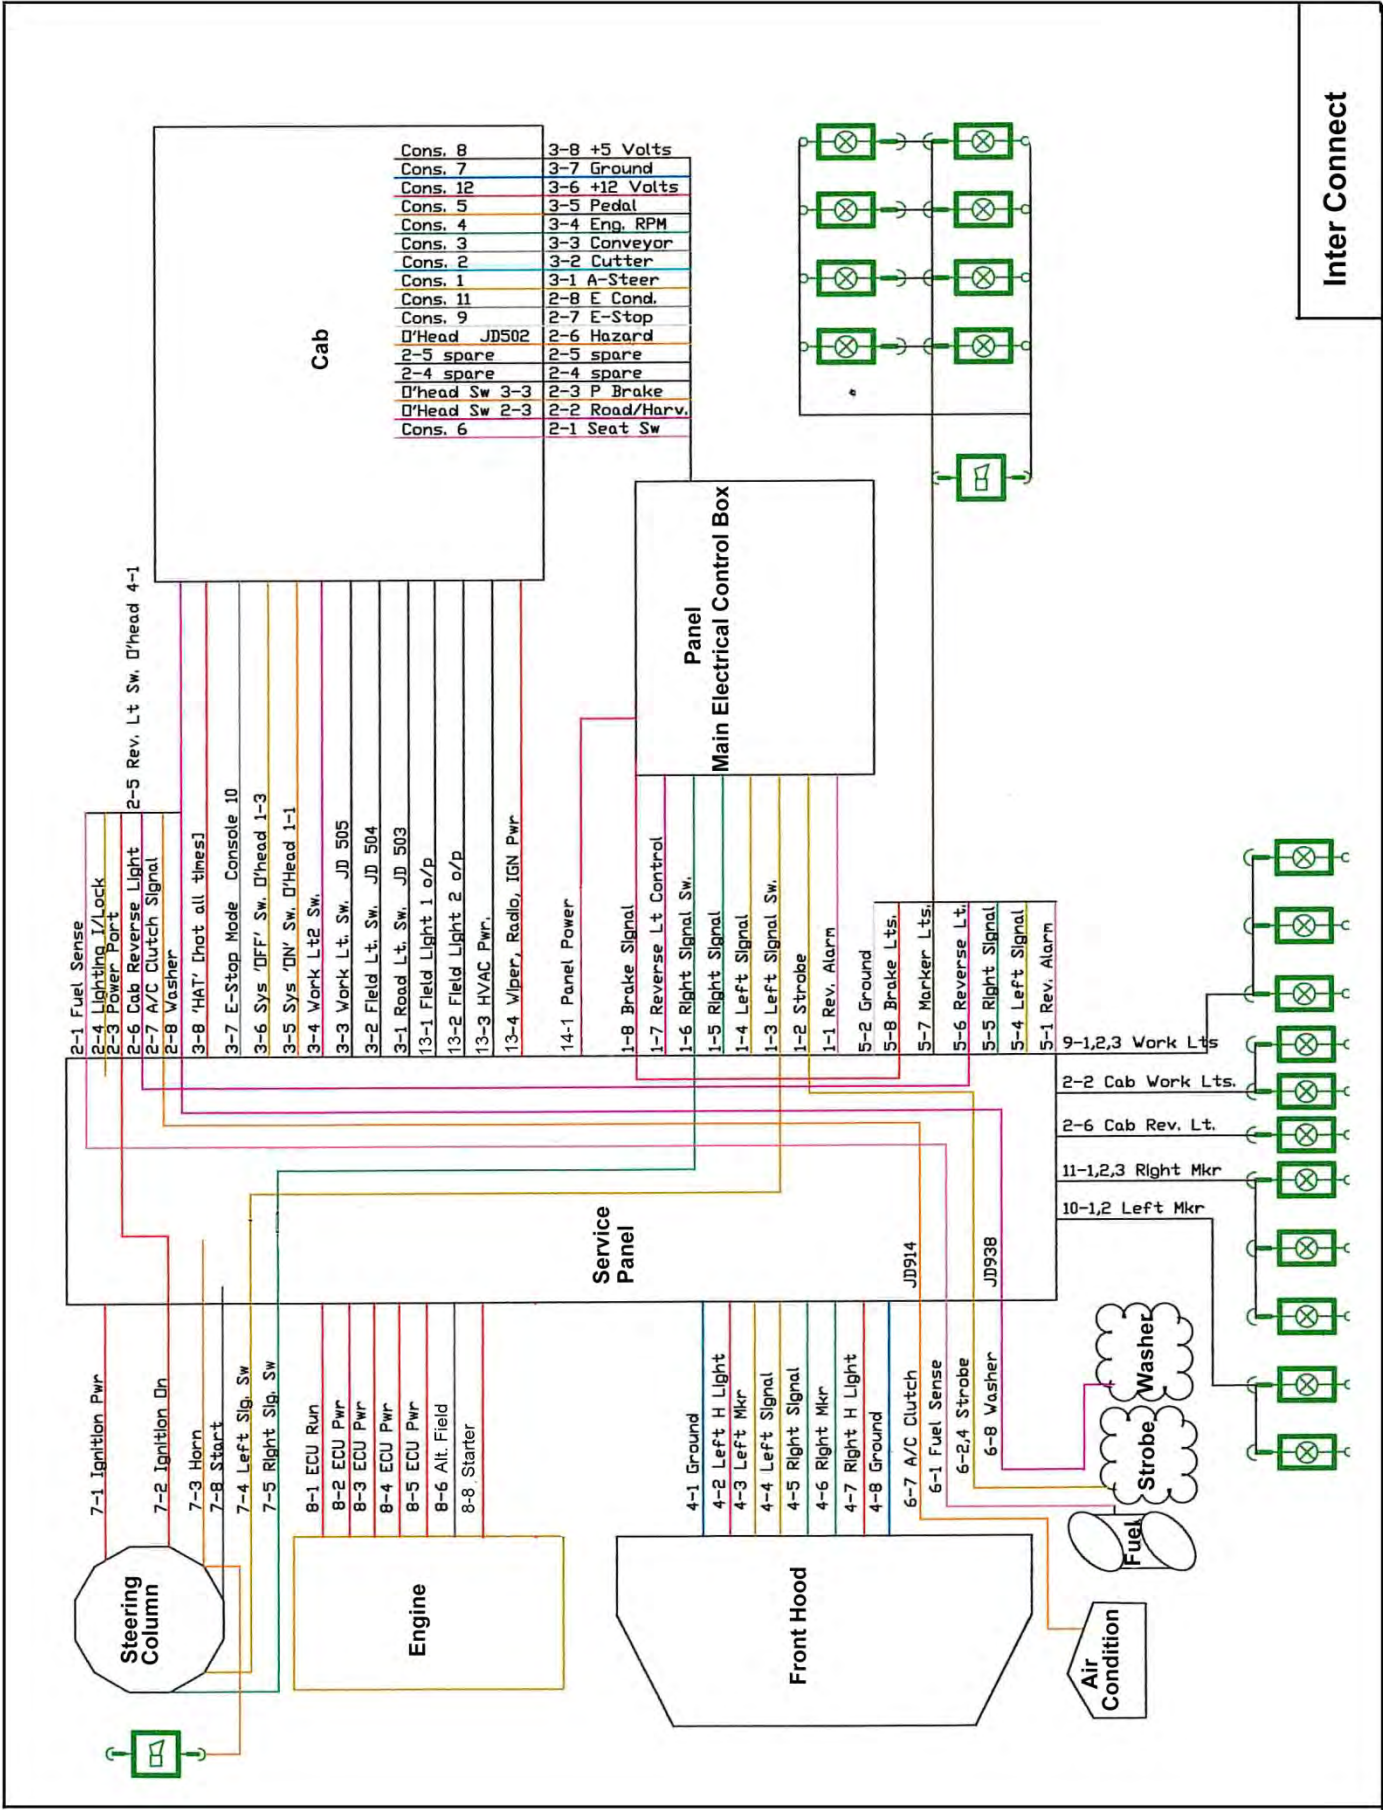 Inter Connect
Cab
Cons. 8
Cons. 7
Cons. 12
Cons. 5
Cons. 4
Cons. 3
Cons. 2
Cons. 1
Cons. 11
Cons. 9
O'Head JD502
2-5 spare
2-4 spare
O'head Sw 3-3
O'Head Sw 2-3
Cons. 6
3-8 +5 Volts
3-7 Ground
3-6 +12 Volts
3-5 Pedal
3-4 Eng. RPM
3-3 Conveyor
3-2 Cutter
3-1 A-Steer
2-8 E Cond.
2-7 E-Stop
2-6 Hazard
2-5 spare
2-4 spare
2-3 P Brake
2-2 Road/Harv.
2-1 Seat Sw
Panel
Main Electrical Control Box
2-1 Fuel Sense
2-4 Lighting I/Lock
2-3 Power Port
2-6 Cab Reverse Light
2-5 Rev. Lt Sw. O'head 4-1
2-7 A/C Clutch Signal
2-8 Washer
3-8 'HAT' [hot all times]
3-7 E-Stop Mode Console 10
3-6 Sys 'OFF' Sw. O'head 1-3
3-5 Sys 'ON' Sw. O'Head 1-1
3-4 Work Lt2 Sw.
3-3 Work Lt. Sw. JD 505
3-2 Field Lt. Sw. JD 504
3-1 Road Lt. Sw. JD 503
13-1 Field Light 1 o/p
13-2 Field Light 2 o/p
13-3 HVAC Pwr.
13-4 Wiper, Radio, IGN Pwr
14-1 Panel Power
1-8 Brake Signal
1-7 Reverse Lt Control
1-6 Right Signal Sw.
1-5 Right Signal
1-4 Left Signal
1-3 Left Signal Sw.
1-2 Strobe
1-1 Rev. Alarm
5-2 Ground
5-8 Brake Lts.
5-7 Marker Lts.
5-6 Reverse Lt.
5-5 Right Signal
5-4 Left Signal
5-1 Rev. Alarm
9-1,2,3 Work Lts
2-2 Cab Work Lts.
2-6 Cab Rev. Lt.
11-1,2,3 Right Mkr
10-1,2 Left Mkr
Service
Panel
JD914
JD938
7-1 Ignition Pwr
7-2 Ignition On
7-3 Horn
7-8 Start
7-4 Left Sig. Sw
7-5 Right Sig. Sw
8-1 ECU Run
8-2 ECU Pwr
8-3 ECU Pwr
8-4 ECU Pwr
8-5 ECU Pwr
8-6 Alt. Field
8-8. Starter
4-1 Ground
4-2 Left H Light
4-3 Left Mkr
4-4 Left Signal
4-5 Right Signal
4-6 Right Mkr
4-7 Right H Light
4-8 Ground
6-7 A/C Clutch
6-1 Fuel Sense
6-2,4 Strobe
6-8 Washer
Steering
Column
Engine
Front Hood
Air
Condition
Fuel
Strobe
Washer